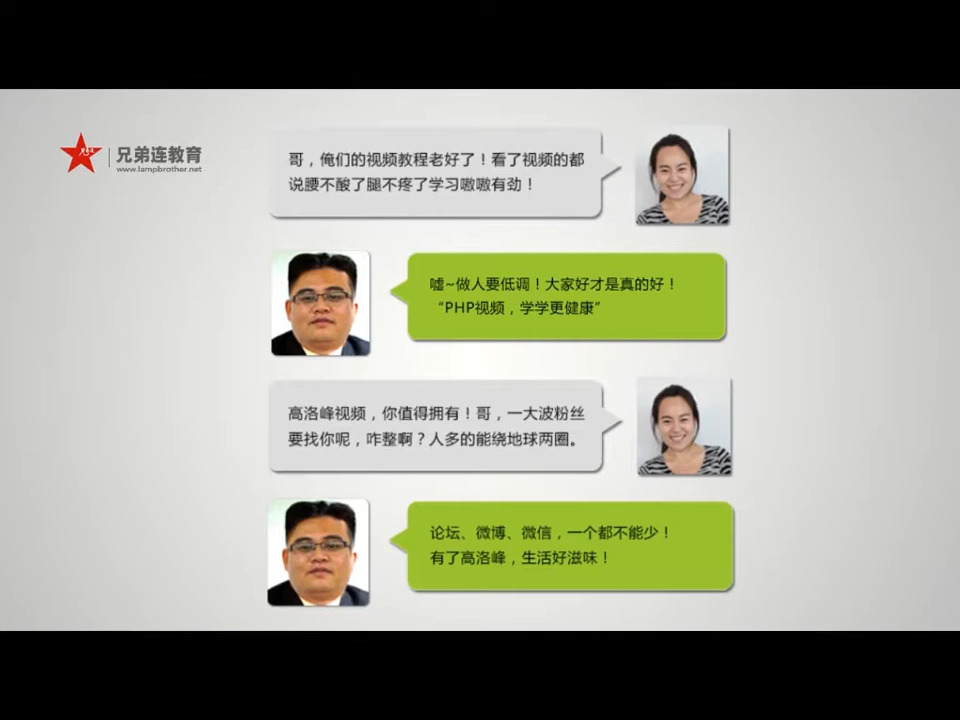 兄弟连教育
www.lampbrother.net
哥，俺们的视频教程老好了！看了视频的都
说腰不酸了腿不疼了学习嗷嗷有劲！
嘘~做人要低调！大家好才是真的好！
“PHP视频，学学更健康”
高洛峰视频，你值得拥有！哥，一大波粉丝
要找你呢，咋整啊？人多的能绕地球两圈。
论坛、微博、微信，一个都不能少！
有了高洛峰，生活好滋味！